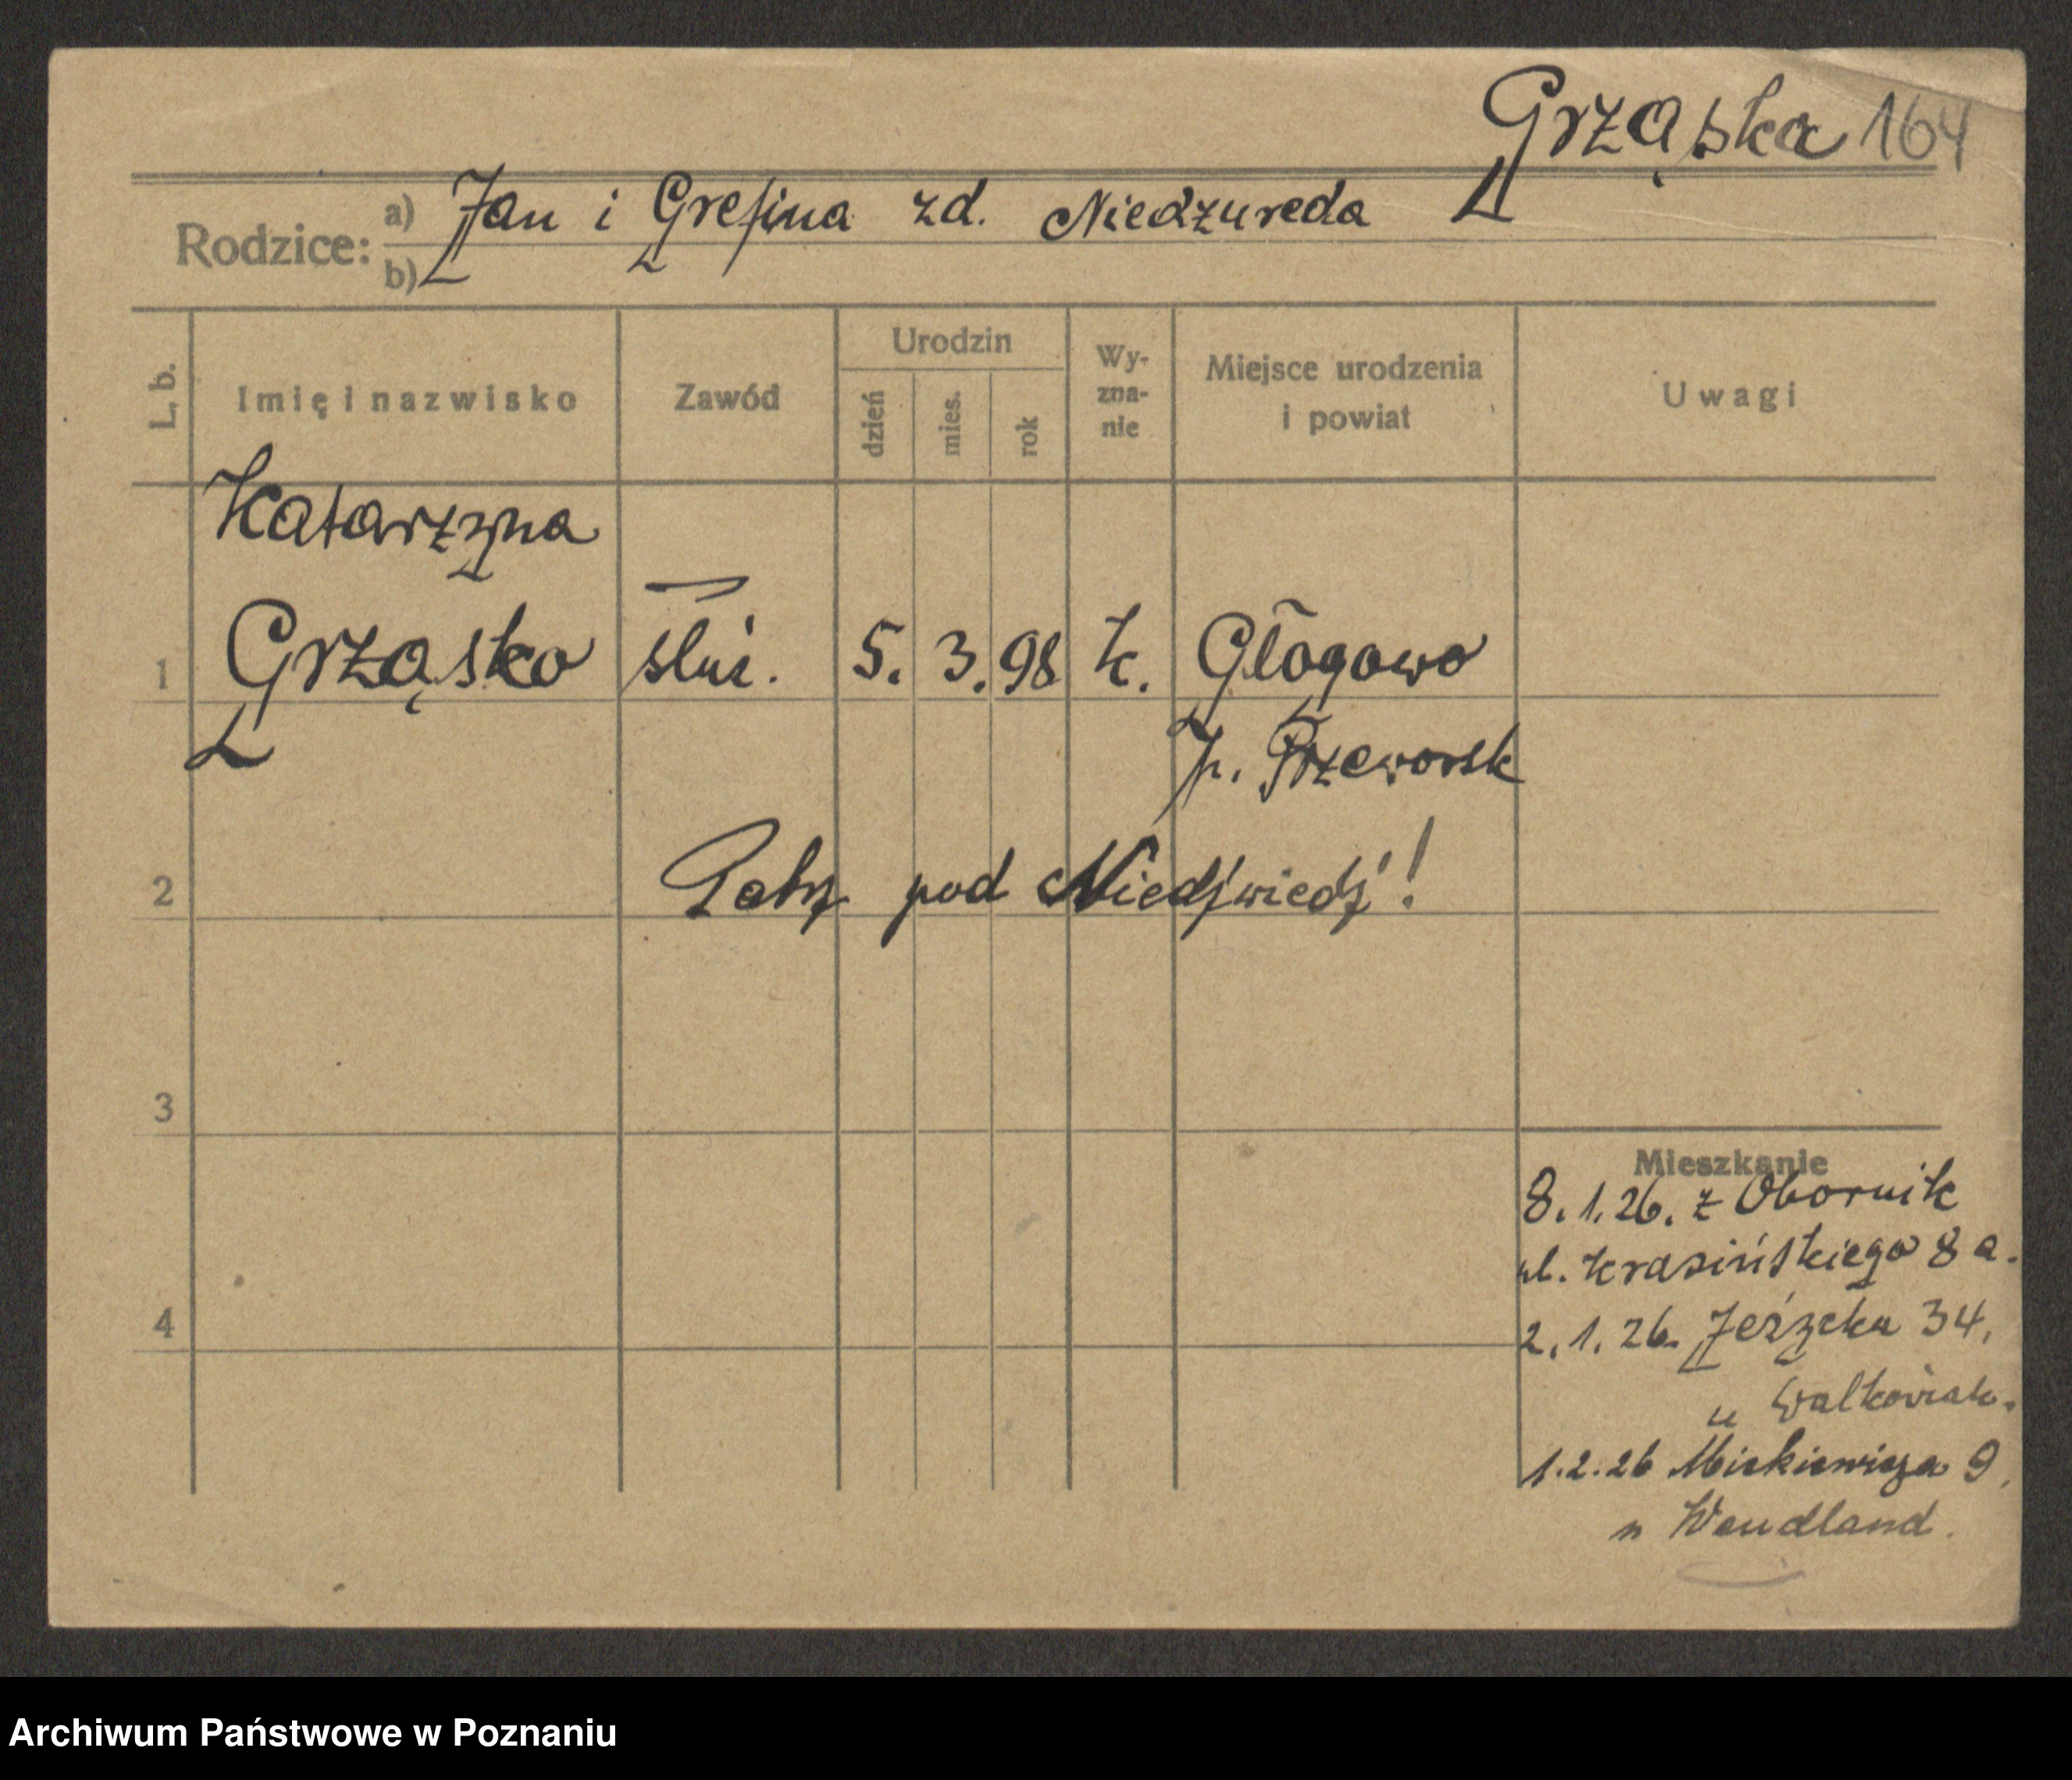 Grząska 164
Rodzice:
a) Jan i Grefina zd. Niedzureda
b)
L. b.
Imię i nazwisko
Zawód
Urodzin
dzień
mies.
rok
Wy-
zna-
nie
Miejsce urodzenia
i powiat
Uwagi
Katarzyna
1 Grząsko służ. 5. 3. 98 k. Głogowo
p. Przeworsk
2 Patrz pod Niedźwiedź!
3
Mieszkanie
8. 1. 26. z Obornik
ul. Krasińskiego 8 a.
4
2. 1. 26. Jeżycka 34,
u Walkowiak.
1. 2. 26 Mickiewicza 9,
u Wendland.
Archiwum Państwowe w Poznaniu